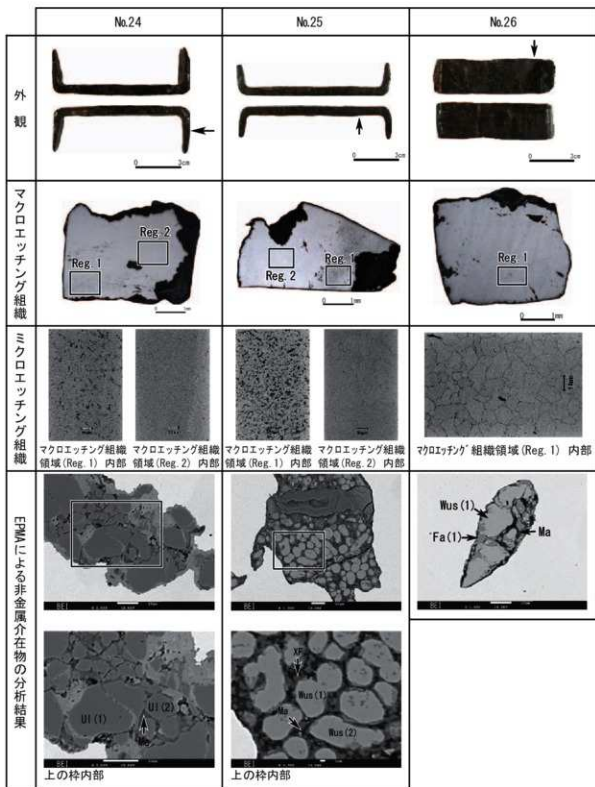 No.24
No.25
No.26
外観
0 3cm
0 3cm
0 3cm
マクロエッチング組織
Reg. 2
Reg. 1
1mm
Reg. 1
Reg. 2
1mm
Reg. 1
1mm
ミクロエッチング組織
マクロエッチング組織
領域(Reg.1) 内部
マクロエッチング組織
領域(Reg.2) 内部
マクロエッチング組織
領域(Reg.1) 内部
マクロエッチング組織
領域(Reg.2) 内部
マクロエッチング組織領域(Reg.1) 内部
EPMAによる非金属介在物の分析結果
BEI
BEI
Wus(1)
Fa(1)
Ma
BEI
Ul(1)
Ul(2)
BEI
上の枠内部
XF
Wus(1)
Ma
Wus(2)
BEI
上の枠内部